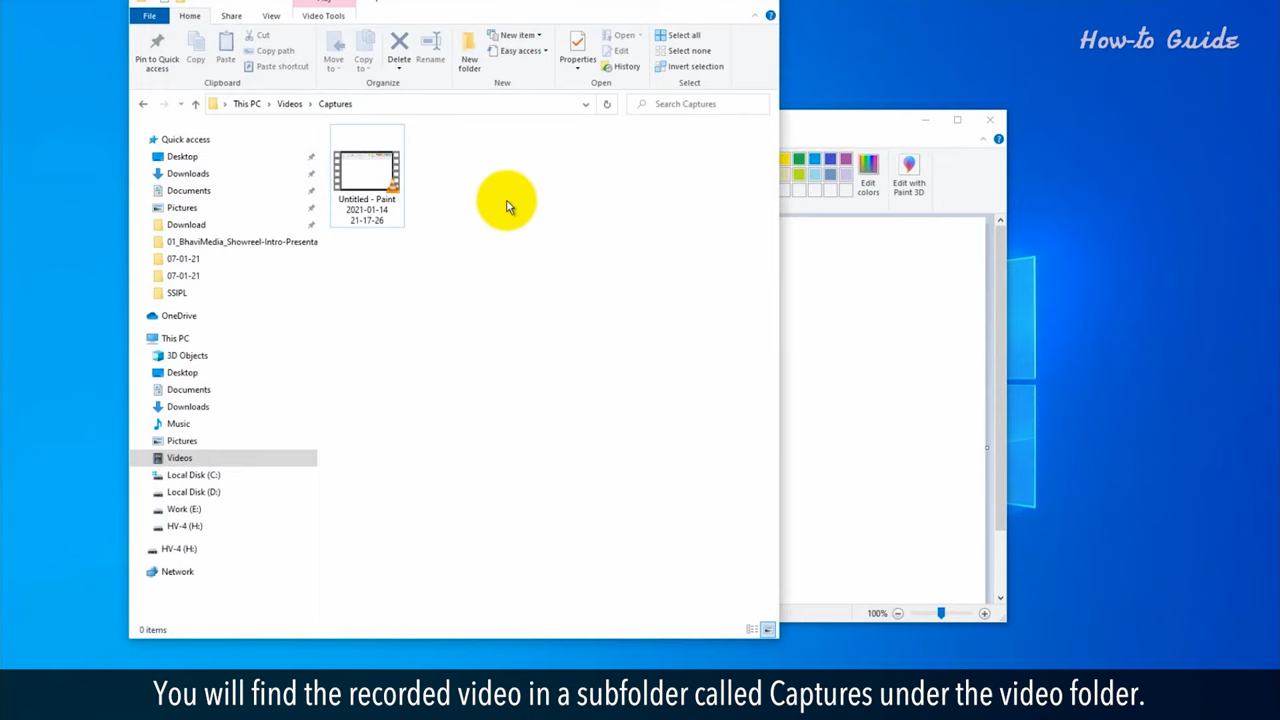 How-to Guide
File Home Share View Video Tools
Pin to Quick access
Copy
Paste
Cut
Copy path
Paste shortcut
Clipboard
Move to
Copy to
Delete
Rename
Organize
New folder
New item
Easy access
New
Properties
Open
Edit
History
Open
Select all
Select none
Invert selection
Select
This PC > Videos > Captures
Search Captures
Quick access
Desktop
Downloads
Documents
Pictures
Download
01_BhaviMedia_Showreel-Intro-Presenta
07-01-21
07-01-21
SSIPL
OneDrive
This PC
3D Objects
Desktop
Documents
Downloads
Music
Pictures
Videos
Local Disk (C:)
Local Disk (D:)
Work (E:)
HV-4 (H:)
HV-4 (H:)
Network
Untitled - Paint
2021-01-14
21-17-26
0 items
Edit colors
Edit with Paint 3D
100%
You will find the recorded video in a subfolder called Captures under the video folder.